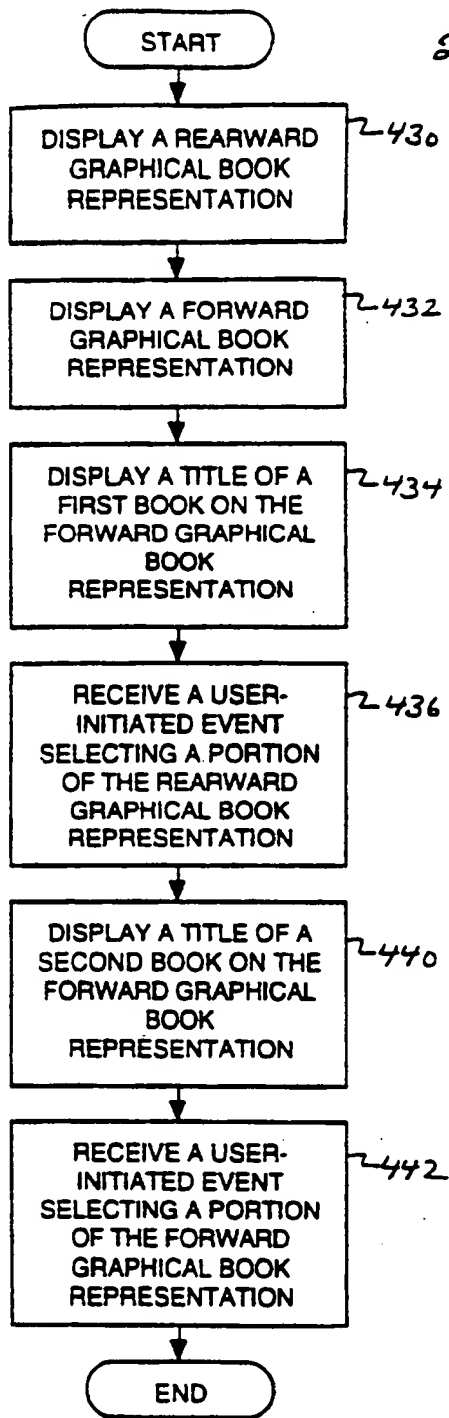 START
DISPLAY A REARWARD
GRAPHICAL BOOK
REPRESENTATION
430
DISPLAY A FORWARD
GRAPHICAL BOOK
REPRESENTATION
432
DISPLAY A TITLE OF A
FIRST BOOK ON THE
FORWARD GRAPHICAL
BOOK
REPRESENTATION
434
RECEIVE A USER-
INITIATED EVENT
SELECTING A PORTION
OF THE REARWARD
GRAPHICAL BOOK
REPRESENTATION
436
DISPLAY A TITLE OF A
SECOND BOOK ON THE
FORWARD GRAPHICAL
BOOK
REPRESENTATION
440
RECEIVE A USER-
INITIATED EVENT
SELECTING A PORTION
OF THE FORWARD
GRAPHICAL BOOK
REPRESENTATION
442
END